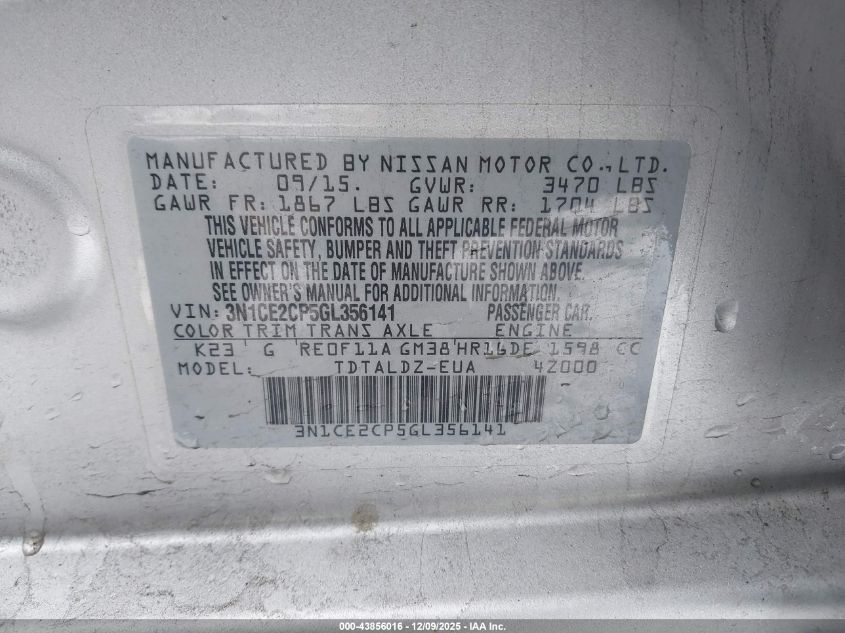 MANUFACTURED BY NISSAN MOTOR CO., LTD.
DATE: 09/15. GVWR: 3470 LBS
GAWR FR: 1867 LBS GAWR RR: 1704 LBS
THIS VEHICLE CONFORMS TO ALL APPLICABLE FEDERAL MOTOR
VEHICLE SAFETY, BUMPER AND THEFT PREVENTION STANDARDS
IN EFFECT ON THE DATE OF MANUFACTURE SHOWN ABOVE.
SEE OWNER'S MANUAL FOR ADDITIONAL INFORMATION.
VIN: 3N1CE2CP5GL356141 PASSENGER CAR.
COLOR TRIM TRANS AXLE ENGINE
K23 G RE0F11A GM38 HR16DE 1598 CC
MODEL: TDTALDZ-EUA 4Z000
3N1CE2CP5GL356141
000-43856016 - 12/09/2025 - IAA Inc.